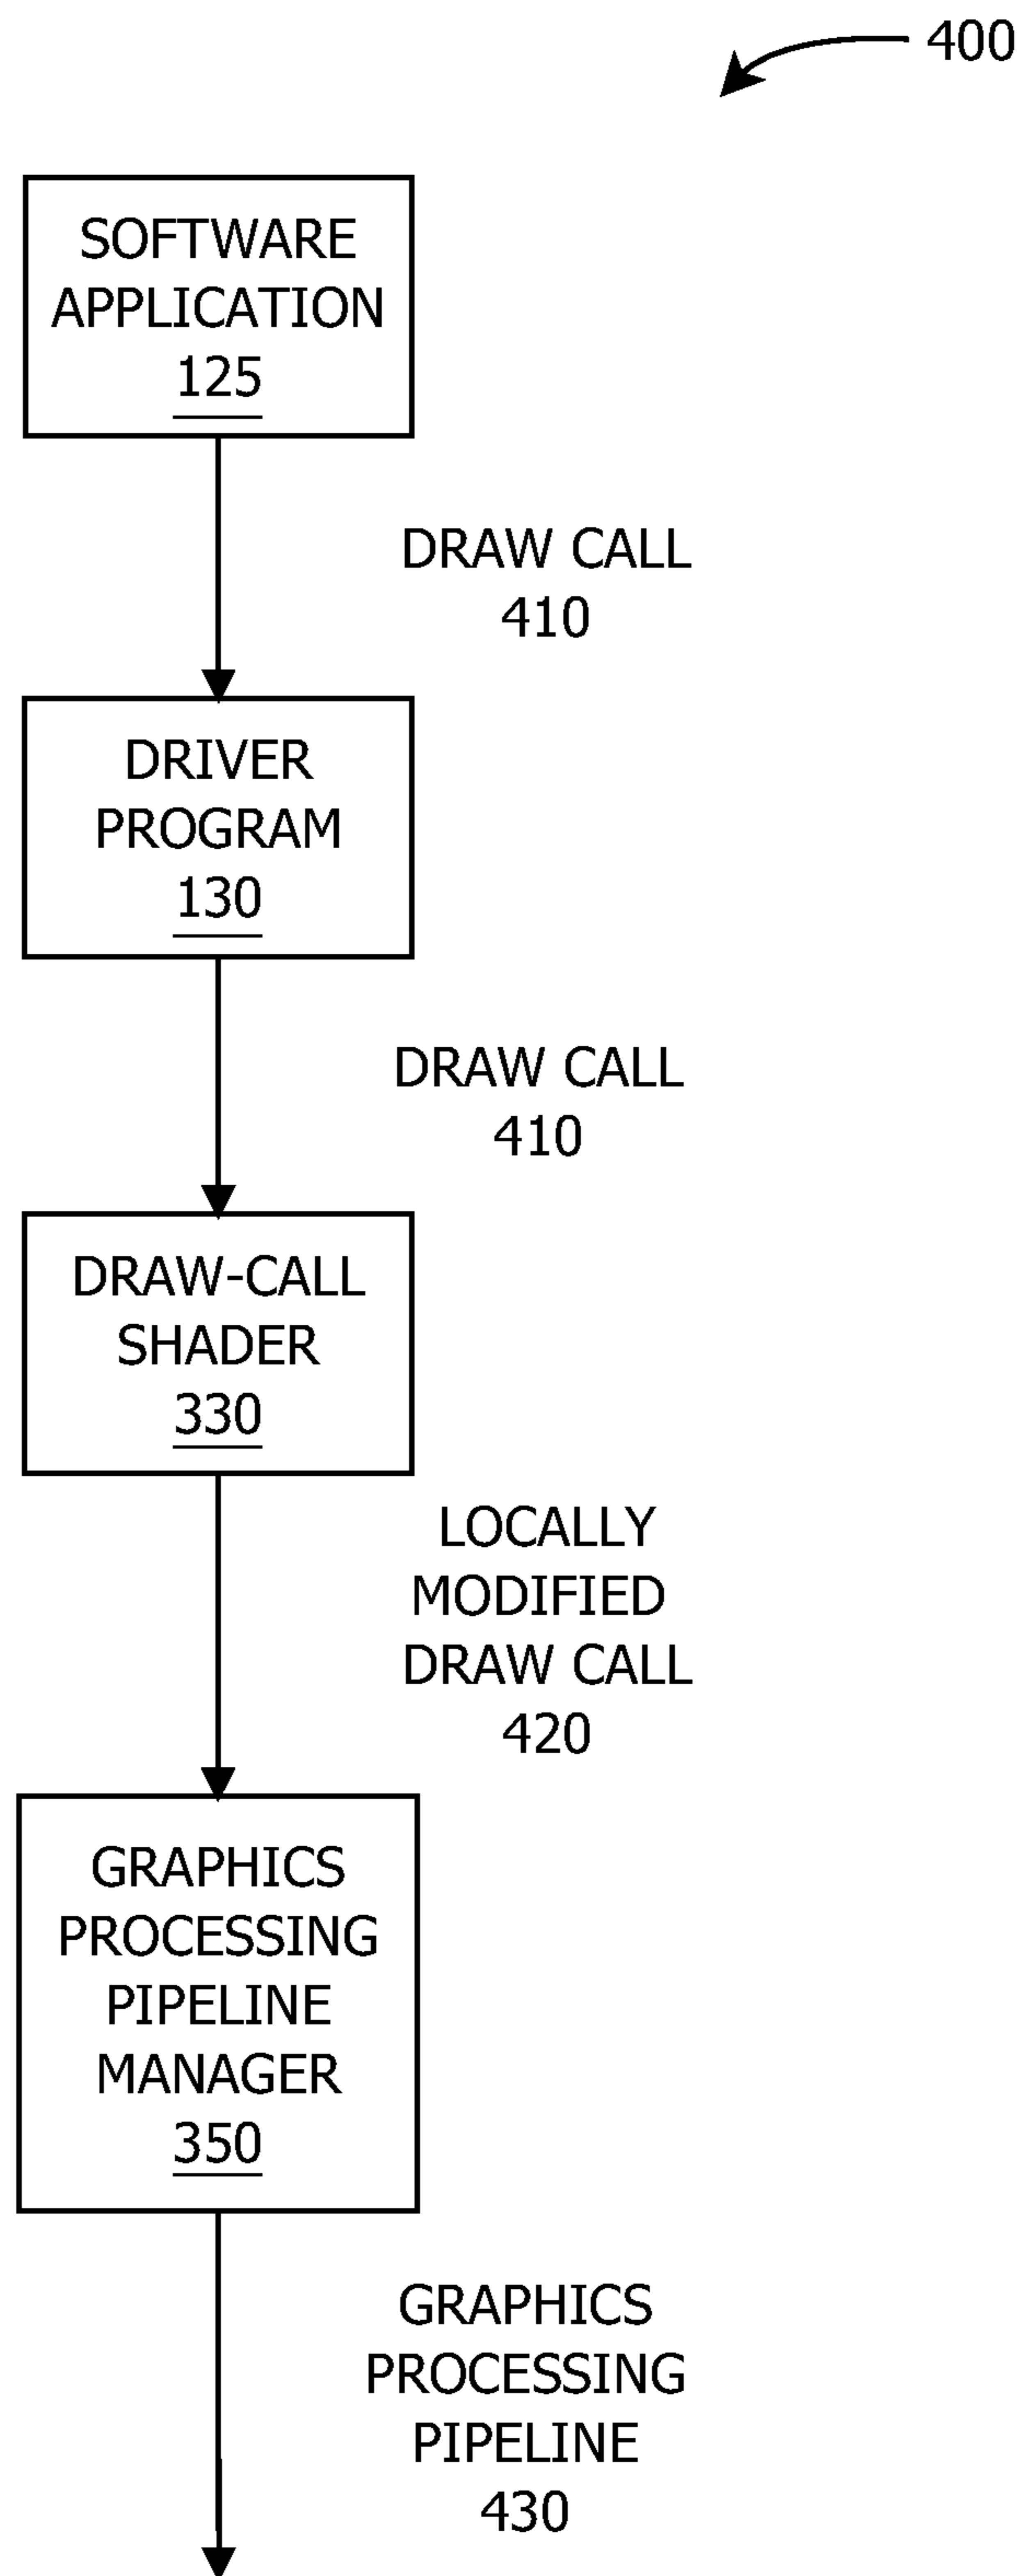 400
SOFTWARE
APPLICATION
125
DRAW CALL
410
DRIVER
PROGRAM
130
DRAW CALL
410
DRAW-CALL
SHADER
330
LOCALLY
MODIFIED
DRAW CALL
420
GRAPHICS
PROCESSING
PIPELINE
MANAGER
350
GRAPHICS
PROCESSING
PIPELINE
430